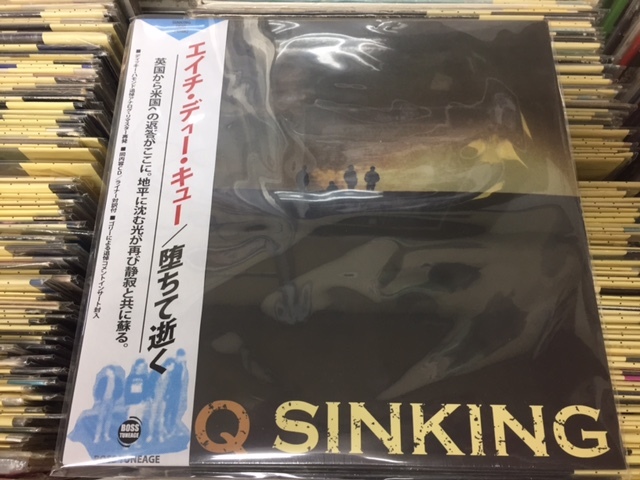 エイチ・ディー・キュー/堕ちて逝く
英国から米国への返答がここに。地平に沈む光が再び静寂と共に蘇る。
Q SINKING
BOSS
TUNEAGE
BOSS TUNEAGE